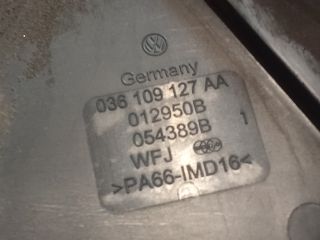 Germany
036 109 127 AA
012950B
054389B 1
WFJ
>PA66-IMD16<